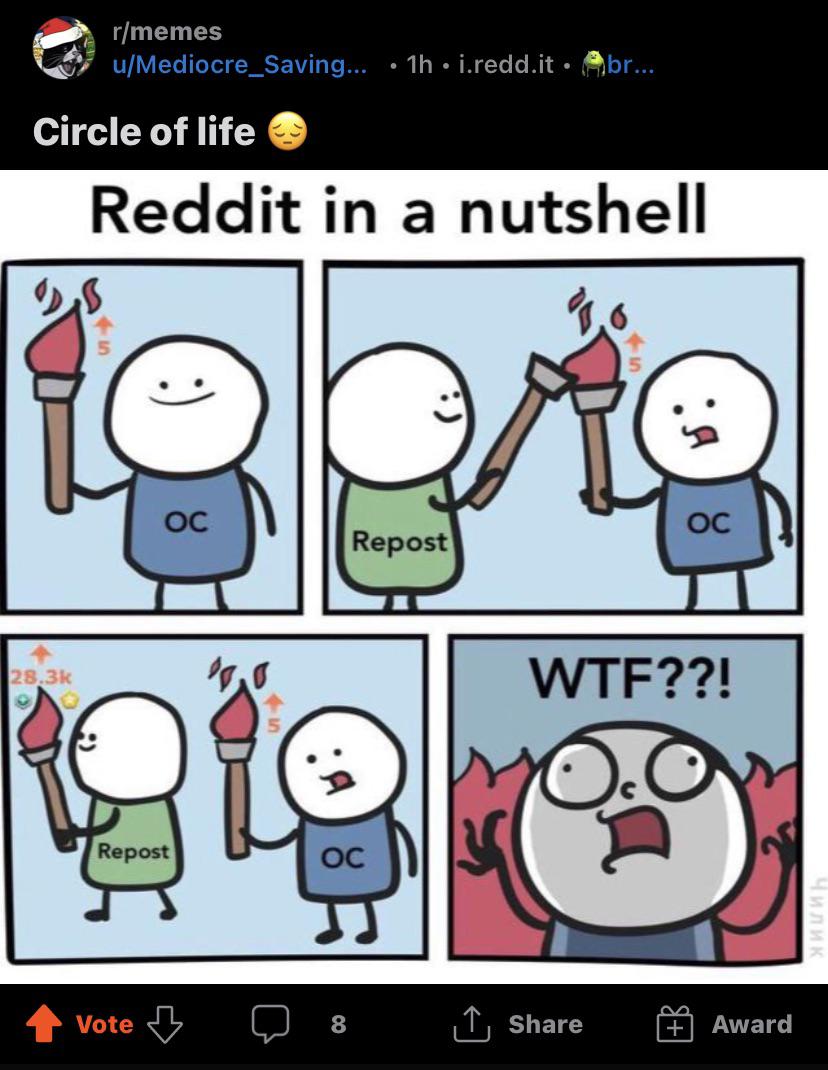 r/memes
u/Mediocre_Saving... • 1h • i.redd.it • br...
Circle of life 😔
Reddit in a nutshell
5
OC
5
Repost
OC
28.3k
5
Repost
OC
WTF??!
Чилик
Vote
8
Share
Award